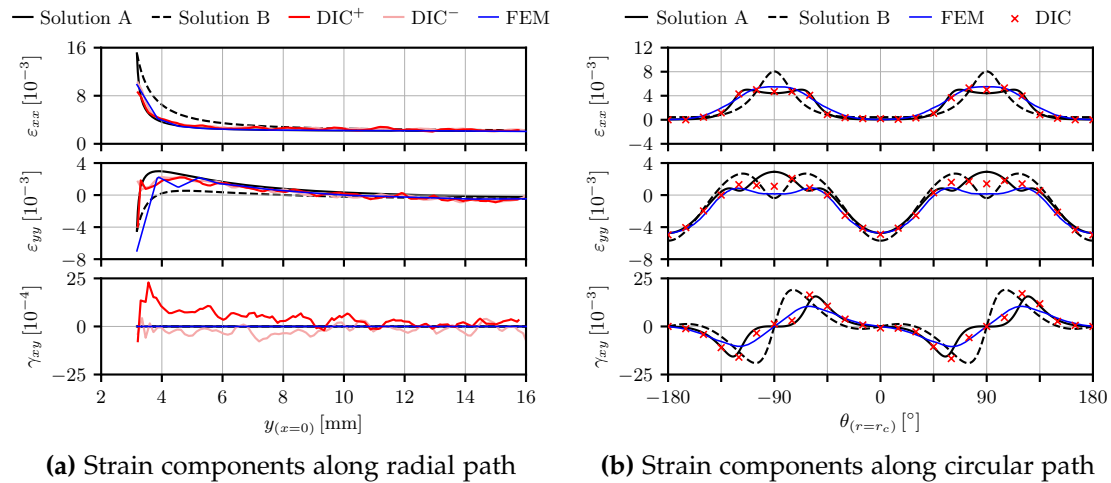 Solution A Solution B DIC⁺ DIC⁻ FEM
16
8
0
εxx [10⁻³]
4
0
−4
−8
εyy [10⁻³]
25
0
−25
γxy [10⁻⁴]
2 4 6 8 10 12 14 16
y(x=0) [mm]
(a) Strain components along radial path
Solution A Solution B FEM DIC
12
8
4
0
−4
εxx [10⁻³]
4
0
−4
−8
εyy [10⁻³]
25
0
−25
γxy [10⁻³]
−180 −90 0 90 180
θ(r=rc) [°]
(b) Strain components along circular path